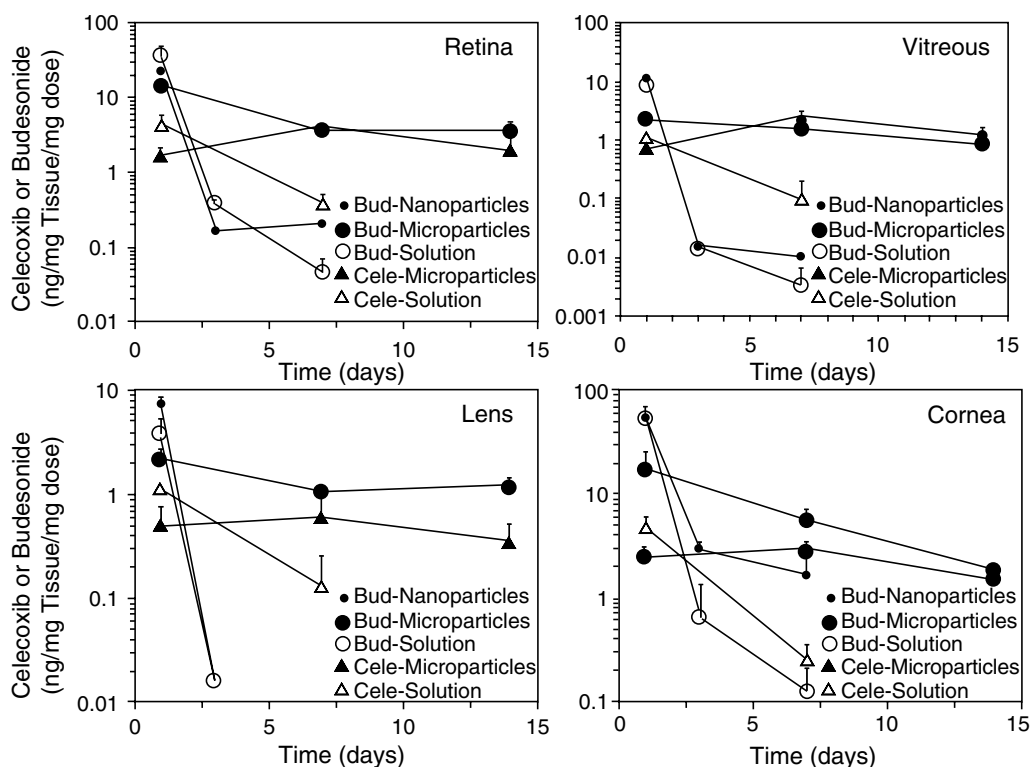 Celecoxib or Budesonide
(ng/mg Tissue/mg dose)
100
10
1
0.1
0.01
Retina
Bud-Nanoparticles
Bud-Microparticles
Bud-Solution
Cele-Microparticles
Cele-Solution
0 5 10 15
Time (days)
100
10
1
0.1
0.01
0.001
Vitreous
Bud-Nanoparticles
Bud-Microparticles
Bud-Solution
Cele-Microparticles
Cele-Solution
0 5 10 15
Time (days)
Celecoxib or Budesonide
(ng/mg Tissue/mg dose)
10
1
0.1
0.01
Lens
Bud-Nanoparticles
Bud-Microparticles
Bud-Solution
Cele-Microparticles
Cele-Solution
0 5 10 15
Time (days)
100
10
1
0.1
Cornea
Bud-Nanoparticles
Bud-Microparticles
Bud-Solution
Cele-Microparticles
Cele-Solution
0 5 10 15
Time (days)